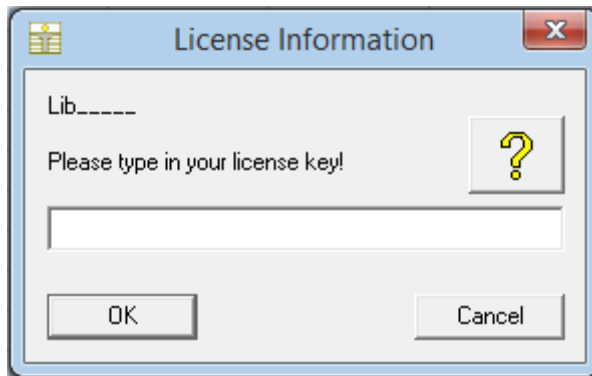 License Information
Lib_____
Please type in your license key!
?
OK
Cancel